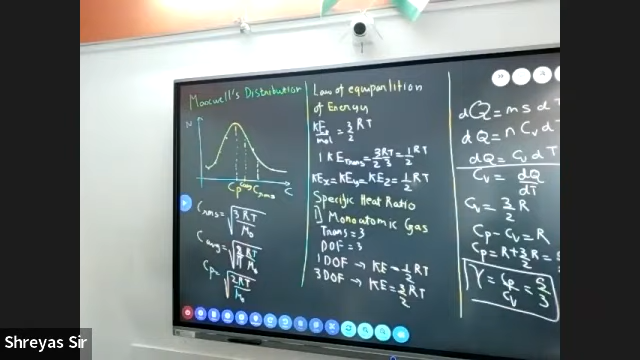 Maxwell's Distribution
N
Cp Cavg Crms C
Crms = √(3RT/M₀)
Cavg = √(8RT/πM₀)
Cp = √(2RT/M₀)
Law of equipartition
of Energy
KE/mol = 3/2 RT
1 KETrans = 3RT/2·3 = 1/2 RT
KEx = KEy = KEz = 1/2 RT
Specific Heat Ratio
1] Monoatomic Gas
Trans = 3
DOF = 3
1 DOF → KE = 1/2 RT
3 DOF → KE = 3/2 RT
dQ = m s dT
dQ = n Cv dT
dQ = Cv dT
Cv = dQ/dT
Cv = 3/2 R
Cp - Cv = R
Cp = R + 3/2 R =
γ = Cp/Cv = 5/3
Shreyas Sir